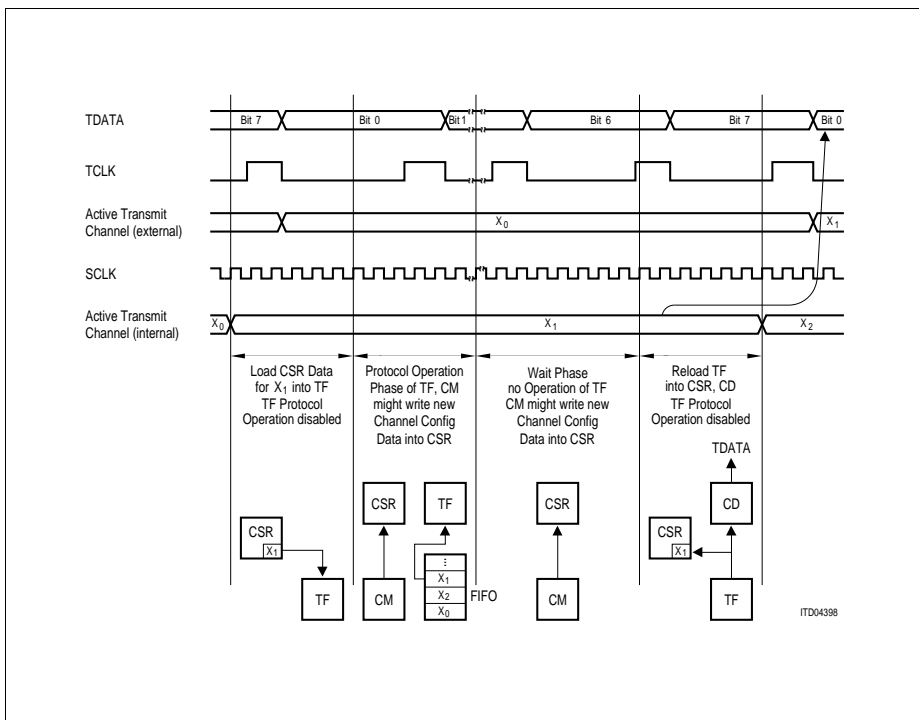 TDATA
Bit 7
Bit 0
Bit 1
Bit 6
Bit 7
Bit 0
TCLK
Active Transmit
Channel (external)
X0
X1
SCLK
Active Transmit
Channel (internal)
X0
X1
X2
Load CSR Data
for X1 into TF
TF Protocol
Operation disabled
Protocol Operation
Phase of TF, CM
might write new
Channel Config
Data into CSR
Wait Phase
no Operation of TF
CM might write new
Channel Config
Data into CSR
Reload TF
into CSR, CD
TF Protocol
Operation disabled
TDATA
CSR
X1
TF
CSR
TF
CM
⋮
X1
X2
X0
FIFO
CSR
CM
CD
CSR
X1
TF
ITD04398